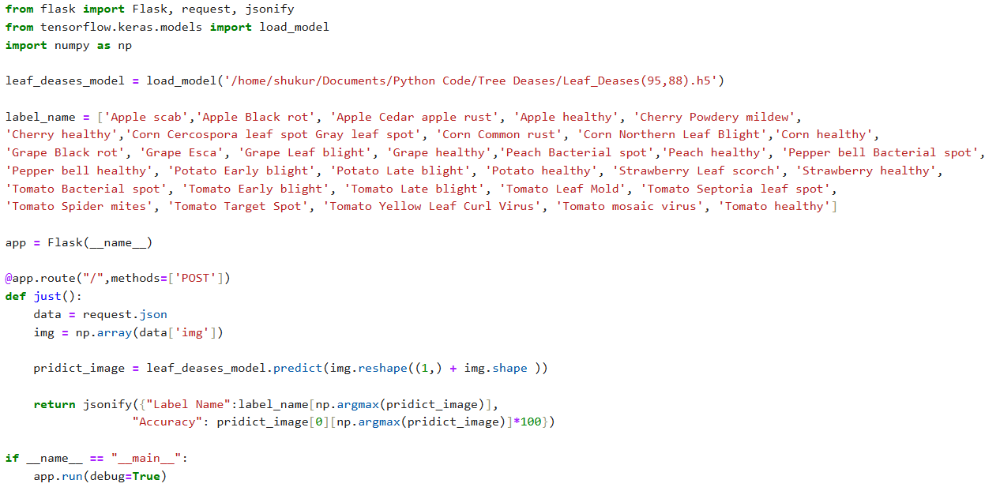 from flask import Flask, request, jsonify
from tensorflow.keras.models import load_model
import numpy as np
leaf_deases_model = load_model('/home/shukur/Documents/Python Code/Tree Deases/Leaf_Deases(95,88).h5')
label_name = ['Apple scab','Apple Black rot', 'Apple Cedar apple rust', 'Apple healthy', 'Cherry Powdery mildew',
'Cherry healthy','Corn Cercospora leaf spot Gray leaf spot', 'Corn Common rust', 'Corn Northern Leaf Blight','Corn healthy',
'Grape Black rot', 'Grape Esca', 'Grape Leaf blight', 'Grape healthy','Peach Bacterial spot','Peach healthy', 'Pepper bell Bacterial spot',
'Pepper bell healthy', 'Potato Early blight', 'Potato Late blight', 'Potato healthy', 'Strawberry Leaf scorch', 'Strawberry healthy',
'Tomato Bacterial spot', 'Tomato Early blight', 'Tomato Late blight', 'Tomato Leaf Mold', 'Tomato Septoria leaf spot',
'Tomato Spider mites', 'Tomato Target Spot', 'Tomato Yellow Leaf Curl Virus', 'Tomato mosaic virus', 'Tomato healthy']
app = Flask(__name__)
@app.route("/",methods=['POST'])
def just():
    data = request.json
    img = np.array(data['img'])
    pridict_image = leaf_deases_model.predict(img.reshape((1,) + img.shape ))
    return jsonify({"Label Name":label_name[np.argmax(pridict_image)],
                  "Accuracy": pridict_image[0][np.argmax(pridict_image)]*100})
if __name__ == "__main__":
    app.run(debug=True)